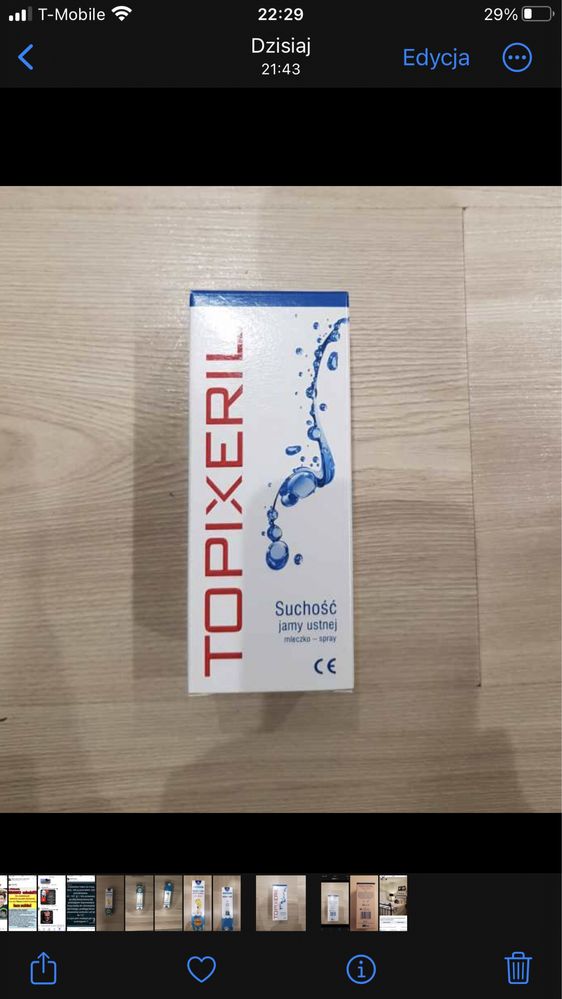 T-Mobile
22:29
29%
Dzisiaj
21:43
Edycja
TOPIXERIL
Suchość
jamy ustnej
mleczko – spray
CE